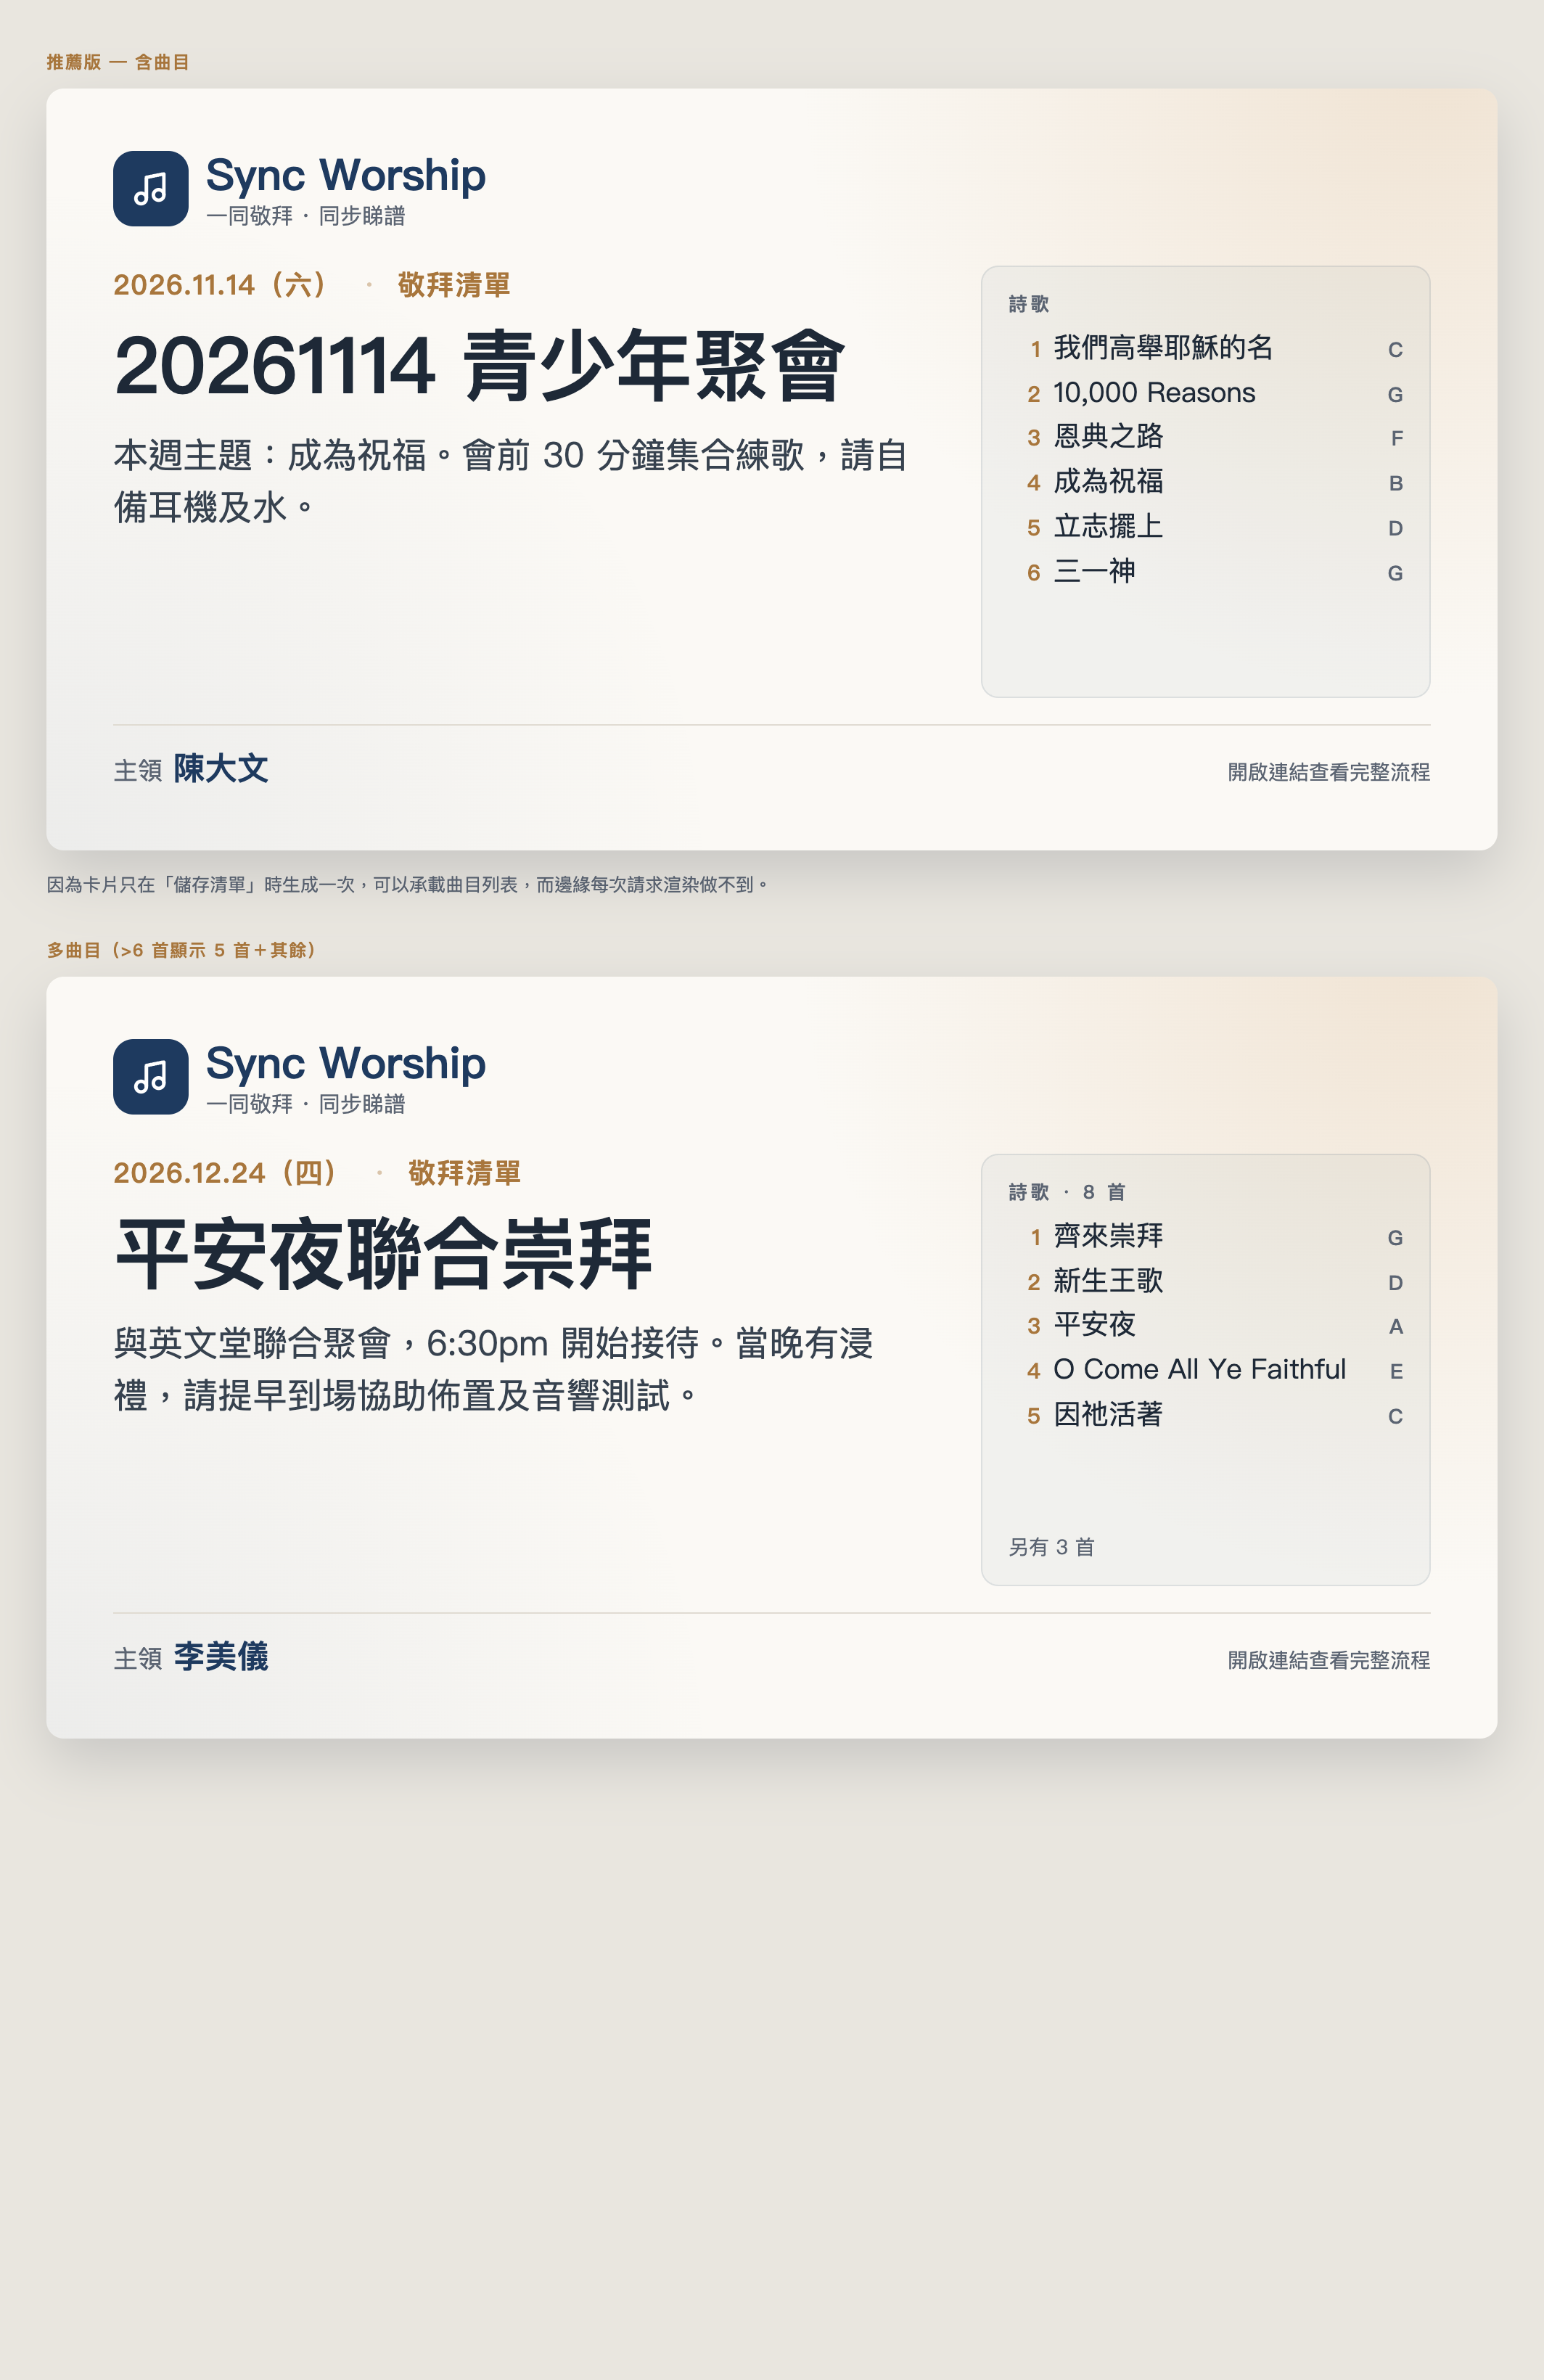 推薦版 — 含曲目
Sync Worship
一同敬拜 · 同步睇譜
2026.11.14（六） · 敬拜清單
20261114 青少年聚會
本週主題：成為祝福。會前 30 分鐘集合練歌，請自
備耳機及水。
詩歌
1 我們高舉耶穌的名 C
2 10,000 Reasons G
3 恩典之路 F
4 成為祝福 B
5 立志擺上 D
6 三一神 G
主領 陳大文
開啟連結查看完整流程
因為卡片只在「儲存清單」時生成一次，可以承載曲目列表，而邊緣每次請求渲染做不到。
多曲目（>6 首顯示 5 首＋其餘）
Sync Worship
一同敬拜 · 同步睇譜
2026.12.24（四） · 敬拜清單
平安夜聯合崇拜
與英文堂聯合聚會，6:30pm 開始接待。當晚有浸
禮，請提早到場協助佈置及音響測試。
詩歌 · 8 首
1 齊來崇拜 G
2 新生王歌 D
3 平安夜 A
4 O Come All Ye Faithful E
5 因祂活著 C
另有 3 首
主領 李美儀
開啟連結查看完整流程